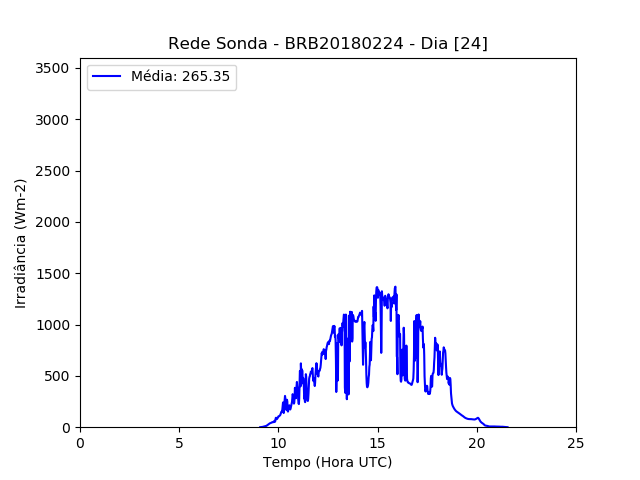 Rede Sonda - BRB20180224 - Dia [24]
Média: 265.35
3500
3000
2500
2000
1500
1000
500
0
Irradiância (Wm-2)
0 5 10 15 20 25
Tempo (Hora UTC)